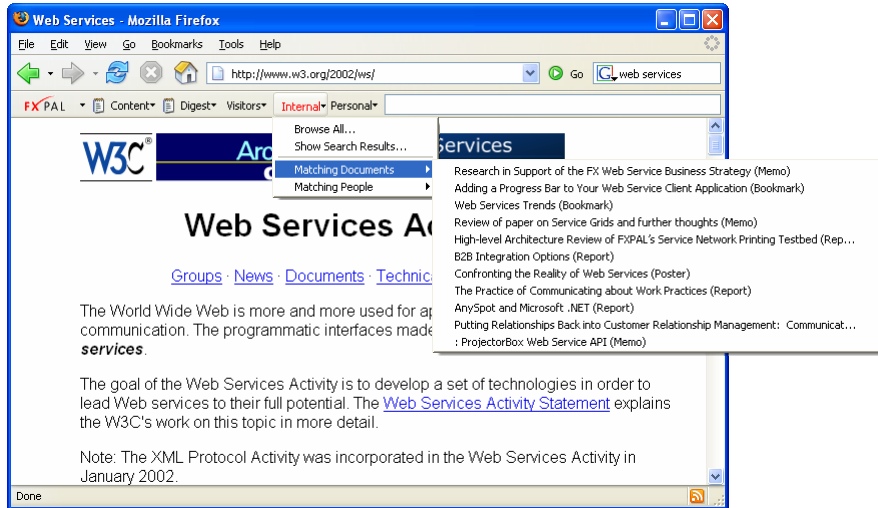 Web Services - Mozilla Firefox
File Edit View Go Bookmarks Tools Help
http://www.w3.org/2002/ws/ Go G web services
FXPAL Content Digest Visitors Internal Personal
Browse All...
Show Search Results...
Matching Documents
Matching People
Research in Support of the FX Web Service Business Strategy (Memo)
Adding a Progress Bar to Your Web Service Client Application (Bookmark)
Web Services Trends (Bookmark)
Review of paper on Service Grids and further thoughts (Memo)
High-level Architecture Review of FXPAL's Service Network Printing Testbed (Rep...
B2B Integration Options (Report)
Confronting the Reality of Web Services (Poster)
The Practice of Communicating about Work Practices (Report)
AnySpot and Microsoft .NET (Report)
Putting Relationships Back into Customer Relationship Management: Communicat...
: ProjectorBox Web Service API (Memo)
W3C® Arc Services
Web Services A
Groups · News · Documents · Technic
The World Wide Web is more and more used for ap
communication. The programmatic interfaces made
services.
The goal of the Web Services Activity is to develop a set of technologies in order to
lead Web services to their full potential. The Web Services Activity Statement explains
the W3C's work on this topic in more detail.
Note: The XML Protocol Activity was incorporated in the Web Services Activity in
January 2002.
Done